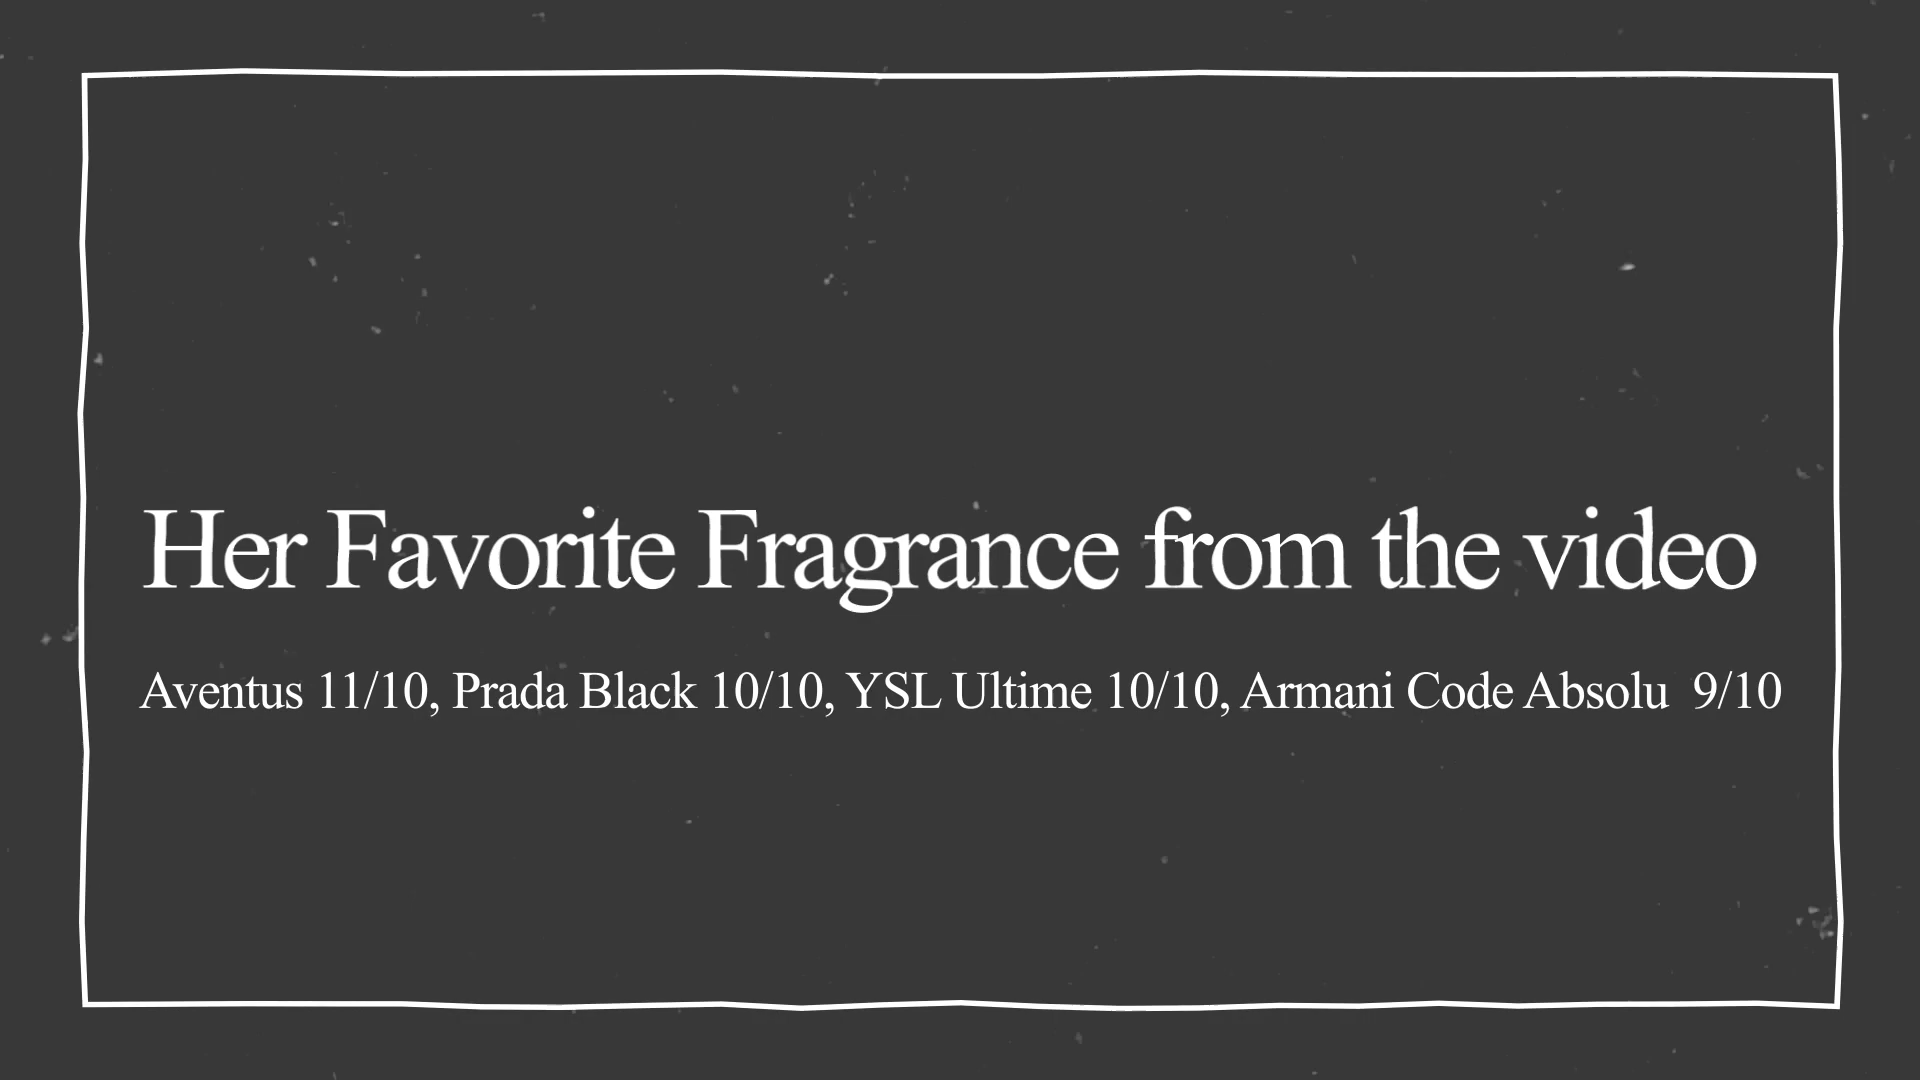 Her Favorite Fragrance from the video
Aventus 11/10, Prada Black 10/10, YSL Ultime 10/10, Armani Code Absolu  9/10